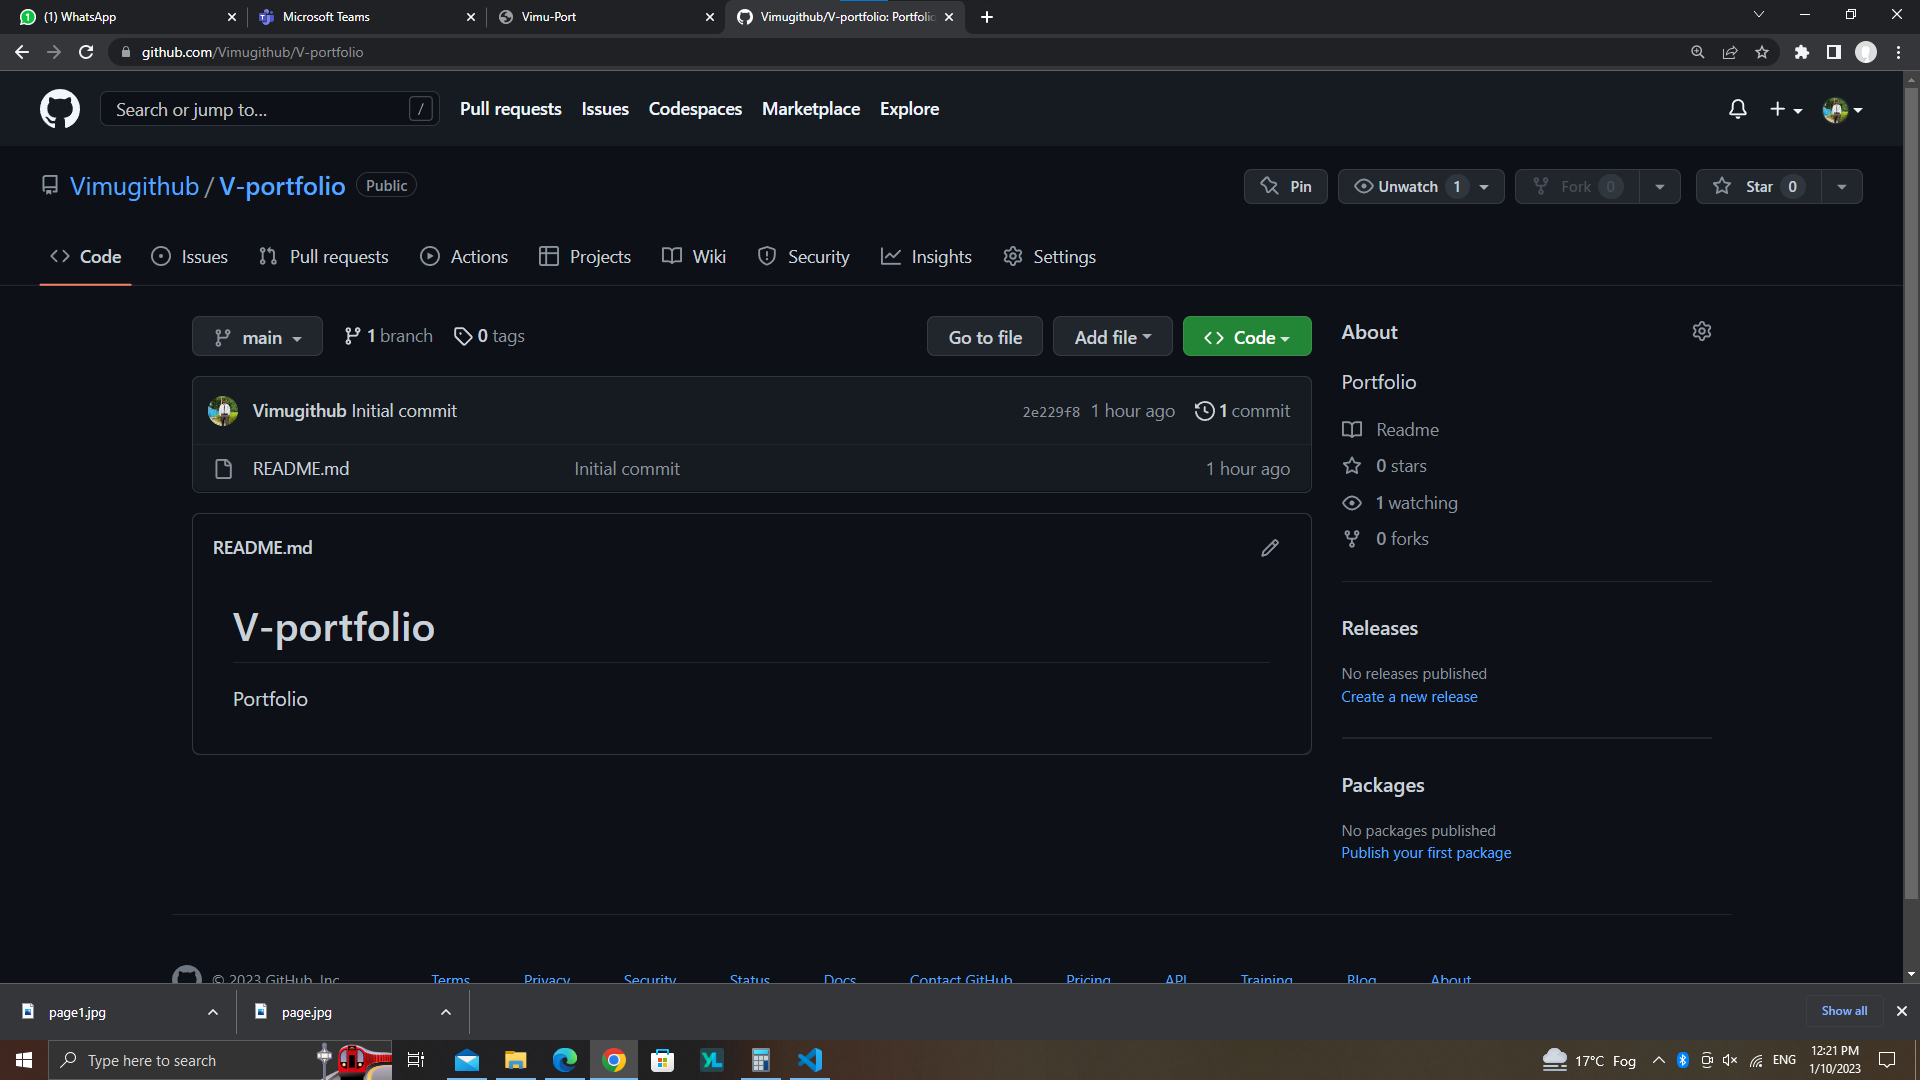 (1) WhatsApp
Microsoft Teams
Vimu-Port
Vimugithub/V-portfolio: Portfolio
github.com/Vimugithub/V-portfolio
Search or jump to... /
Pull requests Issues Codespaces Marketplace Explore
Vimugithub / V-portfolio Public
Pin Unwatch 1 Fork 0 Star 0
Code Issues Pull requests Actions Projects Wiki Security Insights Settings
main 1 branch 0 tags Go to file Add file Code
Vimugithub Initial commit 2e229f8 1 hour ago 1 commit
README.md Initial commit 1 hour ago
README.md
V-portfolio
Portfolio
About
Portfolio
Readme
0 stars
1 watching
0 forks
Releases
No releases published
Create a new release
Packages
No packages published
Publish your first package
© 2023 GitHub, Inc. Terms Privacy Security Status Docs Contact GitHub Pricing API Training Blog About
page1.jpg page.jpg Show all
Type here to search YL 17°C Fog ENG 12:21 PM
1/10/2023